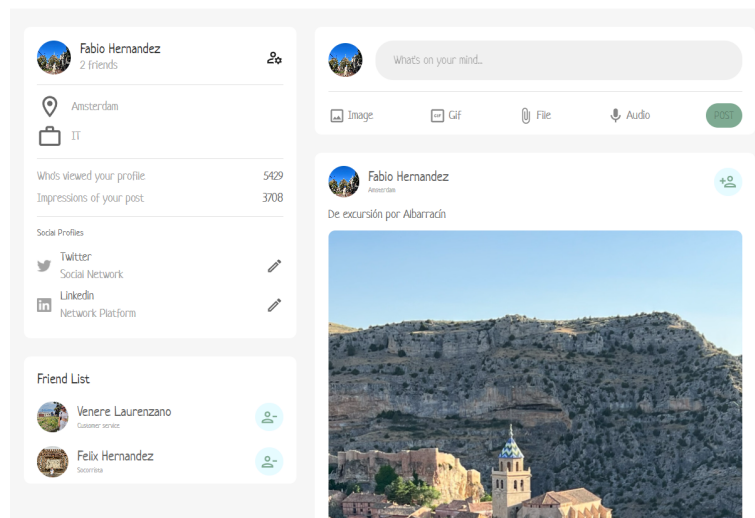 Fabio Hernandez
2 friends
Amsterdam
IT
Who's viewed your profile 5429
Impressions of your post 3708
Social Profiles
Twitter
Social Network
Linkedin
Network Platform
Friend List
Venere Laurenzano
Customer service
Felix Hernandez
Socorrista
What's on your mind...
Image
GIF
Gif
File
Audio
POST
Fabio Hernandez
Amsterdam
De excursión por Albarracín